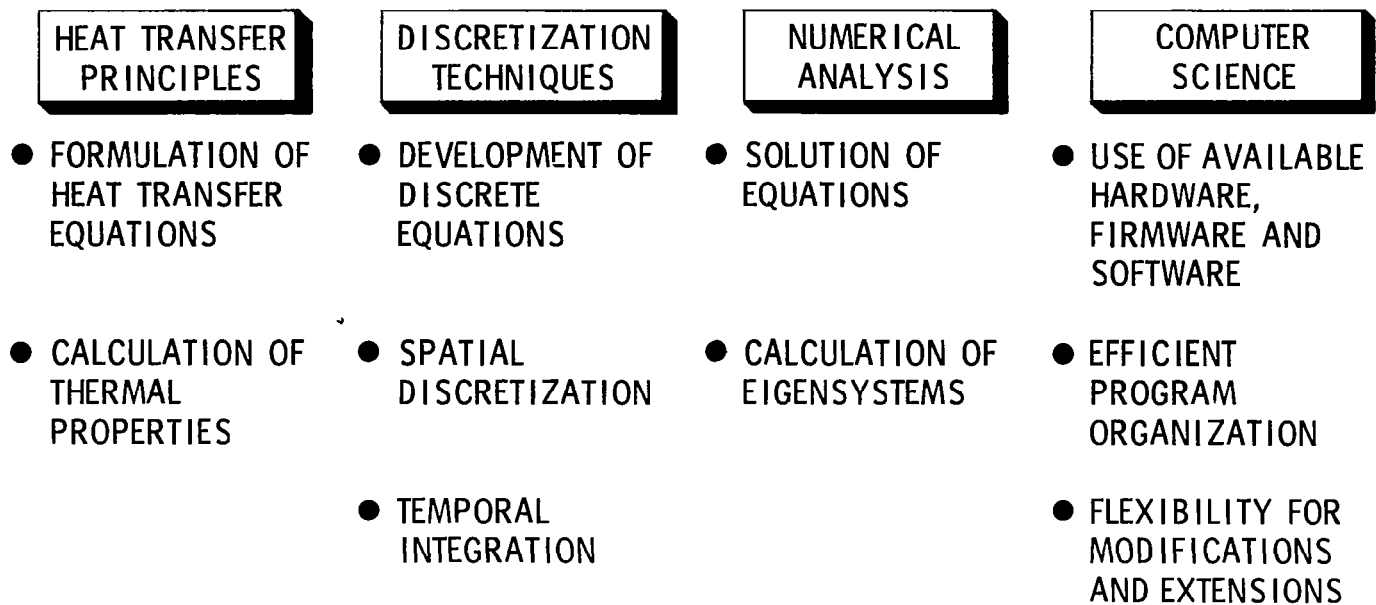 HEAT TRANSFER
PRINCIPLES
● FORMULATION OF
HEAT TRANSFER
EQUATIONS
● CALCULATION OF
THERMAL
PROPERTIES
DISCRETIZATION
TECHNIQUES
● DEVELOPMENT OF
DISCRETE
EQUATIONS
● SPATIAL
DISCRETIZATION
● TEMPORAL
INTEGRATION
NUMERICAL
ANALYSIS
● SOLUTION OF
EQUATIONS
● CALCULATION OF
EIGENSYSTEMS
COMPUTER
SCIENCE
● USE OF AVAILABLE
HARDWARE,
FIRMWARE AND
SOFTWARE
● EFFICIENT
PROGRAM
ORGANIZATION
● FLEXIBILITY FOR
MODIFICATIONS
AND EXTENSIONS